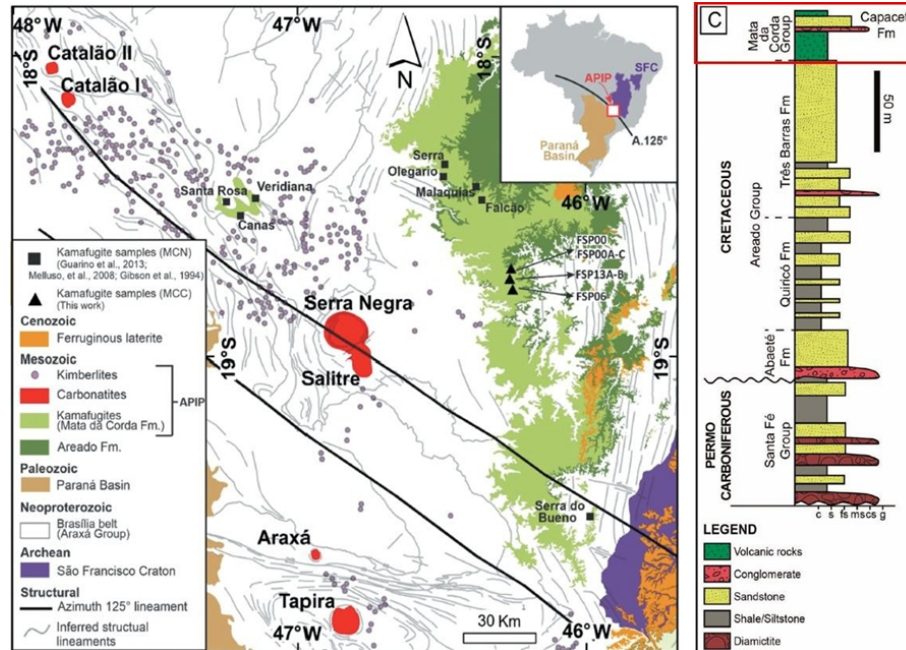 48°W
47°W
18°S
18°S
Catalão II
Catalão I
N
SFC
APIP
Paraná
Basin
A.125°
Serra
Olegario
Malaquias
Falcão
46°W
Santa Rosa
Veridiana
Canas
FSP00
FSP00A-C
FSP13A-B
FSP06
Serra Negra
Salitre
19°S
19°S
Serra do
Bueno
Araxá
Tapira
30 Km
47°W
46°W
Kamafugite samples (MCN)
(Guarino et al., 2013;
Melluso, et al., 2008; Gibson et al., 1994)
Kamafugite samples (MCC)
(This work)
Cenozoic
Ferruginous laterite
Mesozoic
Kimberlites
Carbonatites
APIP
Kamafugites
(Mata da Corda Fm.)
Areado Fm.
Paleozoic
Paraná Basin
Neoproterozoic
Brasília belt
(Araxá Group)
Archean
São Francisco Craton
Structural
Azimuth 125° lineament
Inferred structual
lineaments
C
Mata
da
Corda
Group
Capacet
Fm
50 m
CRETACEOUS
Areado Group
Três Barras Fm
Quiricó Fm
Abaeté
Fm
PERMO
CARBONIFEROUS
Santa Fé
Group
c s fs ms cs g
LEGEND
Volcanic rocks
Conglomerate
Sandstone
Shale/Siltstone
Diamictite